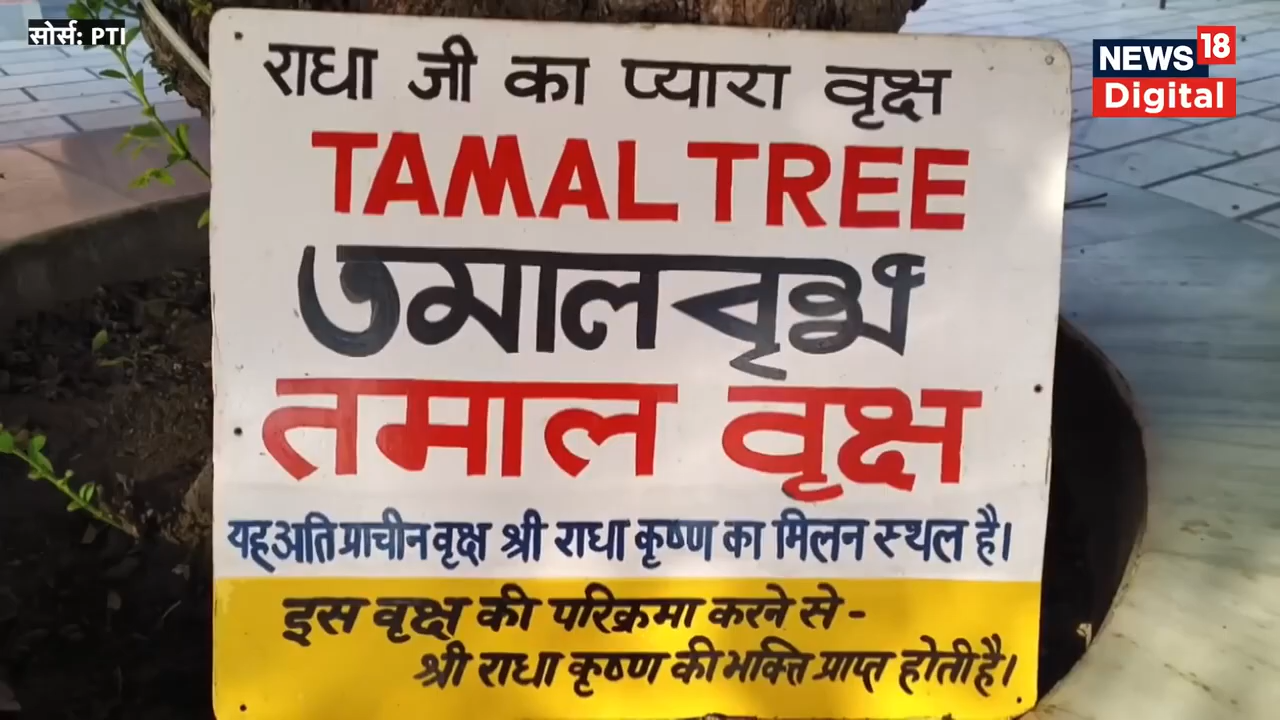 सोर्स: PTI
NEWS 18
Digital
राधा जी का प्यारा वृक्ष
TAMAL TREE
তমাল বৃক্ষ
तमाल वृक्ष
यह अति प्राचीन वृक्ष श्री राधा कृष्ण का मिलन स्थल है।
इस वृक्ष की परिक्रमा करने से -
श्री राधा कृष्ण की भक्ति प्राप्त होती है।